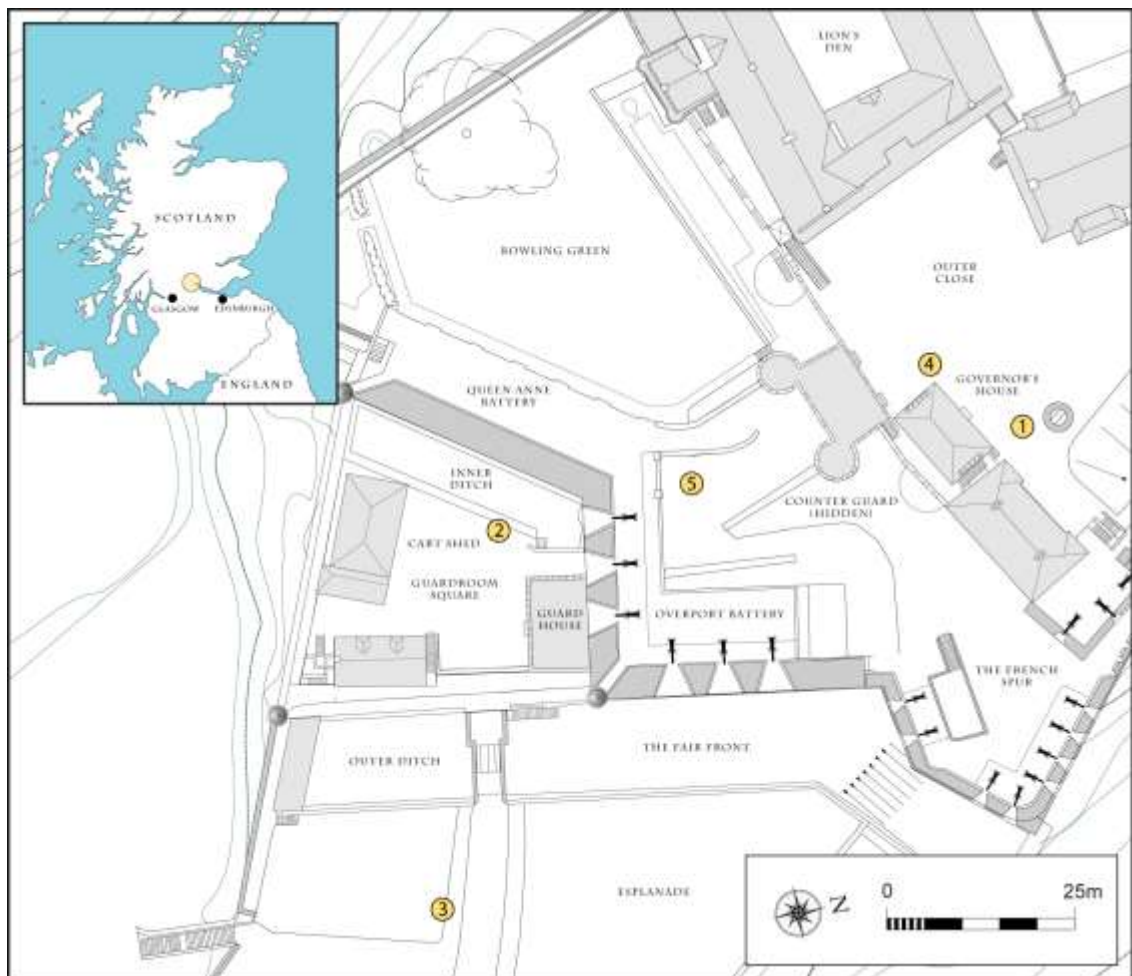 LION'S
DEN
SCOTLAND
GLASGOW
EDINBURGH
ENGLAND
BOWLING GREEN
OUTER
CLOSE
4
GOVERNOR'S
HOUSE
1
QUEEN ANNE
BATTERY
INNER
DITCH
5
COUNTER GUARD
(HIDDEN)
2
CART SHED
GUARDROOM
SQUARE
GUARD
HOUSE
OVERPORT BATTERY
THE FRENCH
SPUR
OUTER DITCH
THE FAIR FRONT
3
ESPLANADE
N
0 25m